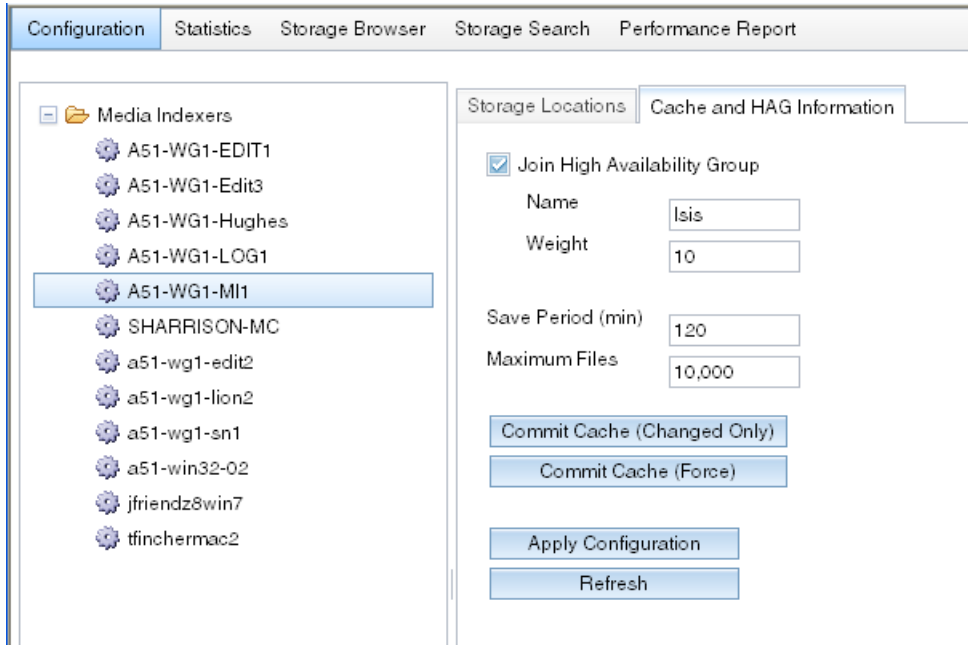 Configuration Statistics Storage Browser Storage Search Performance Report
Media Indexers
A51-WG1-EDIT1
A51-WG1-Edit3
A51-WG1-Hughes
A51-WG1-LOG1
A51-WG1-MI1
SHARRISON-MC
a51-wg1-edit2
a51-wg1-lion2
a51-wg1-sn1
a51-win32-02
jfriendz8win7
tfinchermac2
Storage Locations Cache and HAG Information
Join High Availability Group
Name Isis
Weight 10
Save Period (min) 120
Maximum Files 10,000
Commit Cache (Changed Only)
Commit Cache (Force)
Apply Configuration
Refresh